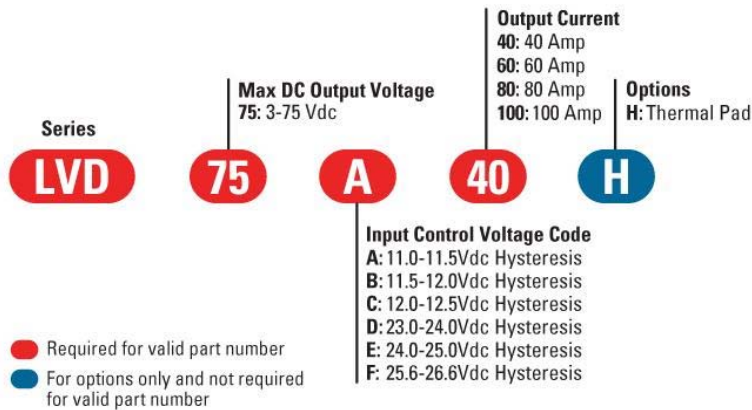 Output Current
40: 40 Amp
60: 60 Amp
80: 80 Amp
100: 100 Amp
Max DC Output Voltage
75: 3-75 Vdc
Options
H: Thermal Pad
Series
LVD 75 A 40 H
Input Control Voltage Code
A: 11.0-11.5Vdc Hysteresis
B: 11.5-12.0Vdc Hysteresis
C: 12.0-12.5Vdc Hysteresis
D: 23.0-24.0Vdc Hysteresis
E: 24.0-25.0Vdc Hysteresis
F: 25.6-26.6Vdc Hysteresis
Required for valid part number
For options only and not required
for valid part number